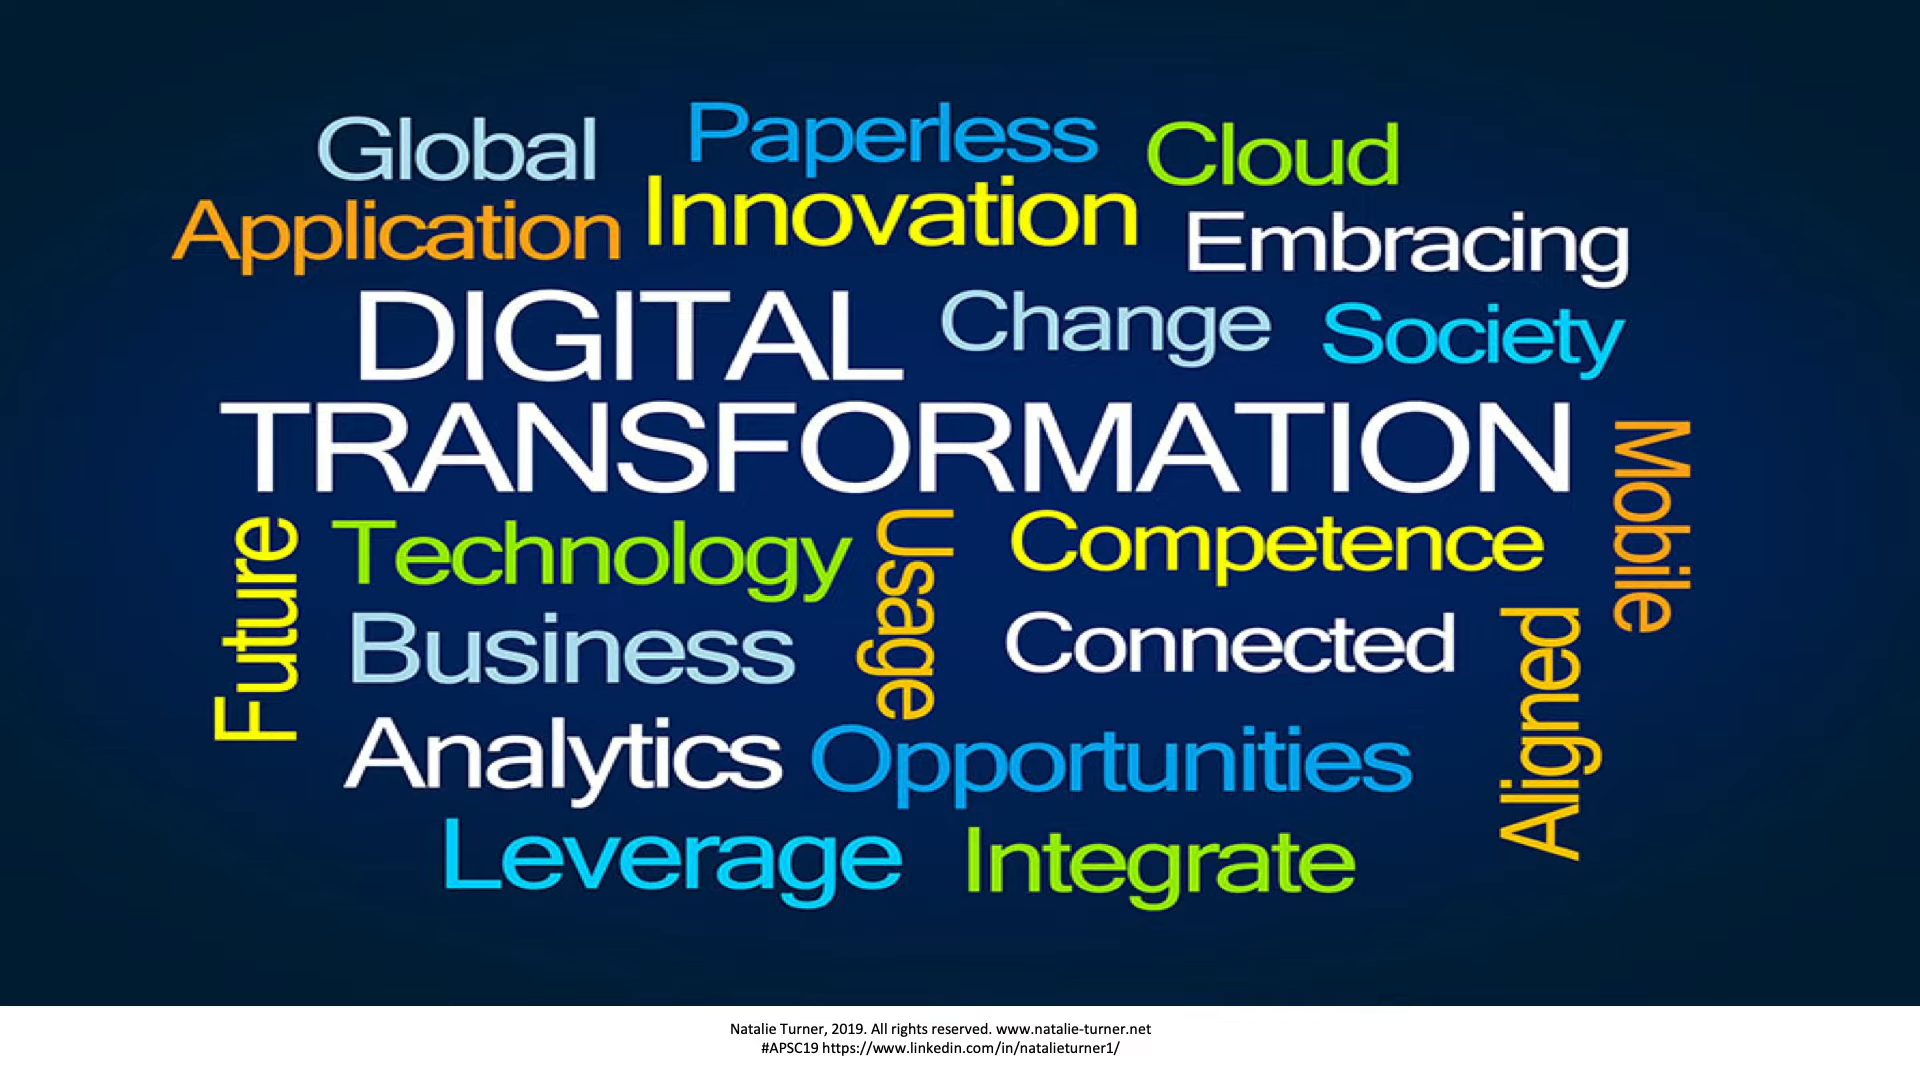 Global Paperless Cloud
Application Innovation Embracing
DIGITAL Change Society
TRANSFORMATION
Mobile
Future
Technology
Usage
Competence
Business
Connected
Aligned
Analytics Opportunities
Leverage Integrate
Natalie Turner, 2019. All rights reserved. www.natalie-turner.net
#APSC19 https://www.linkedin.com/in/natalieturner1/